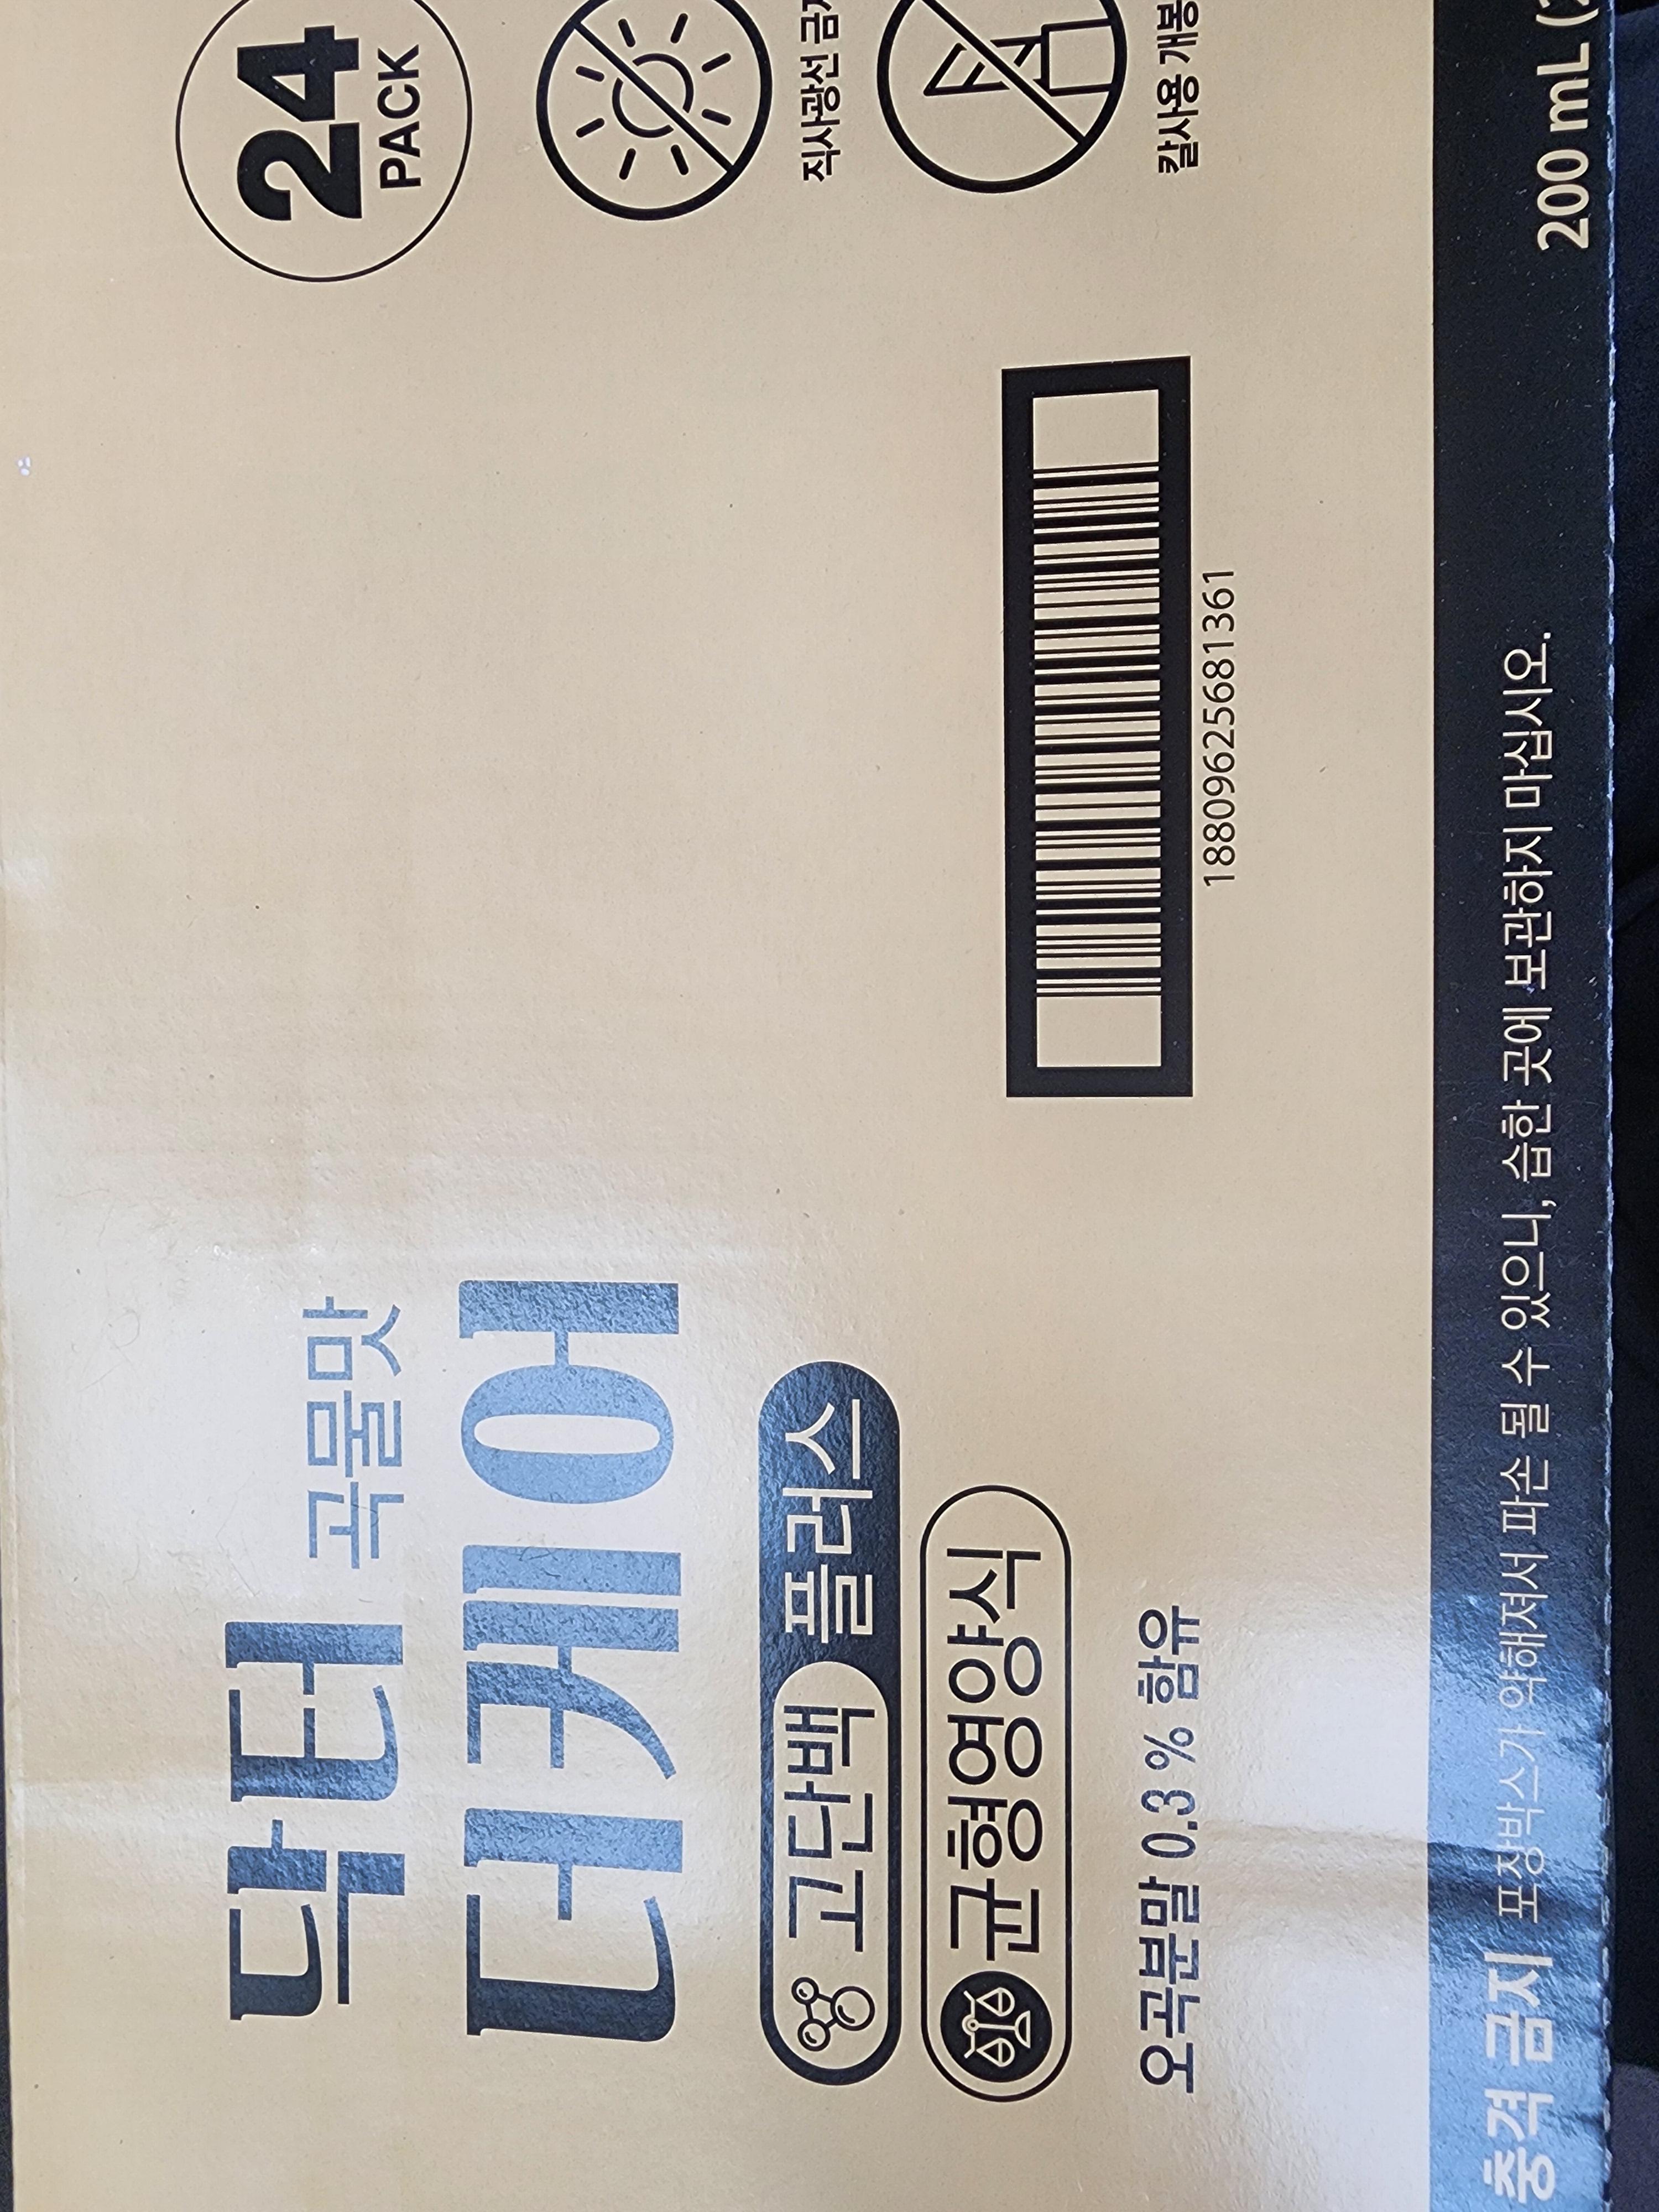 닥터 곡물맛
더케어
고단백 플러스
균형영양식
오곡분말 0.3 % 함유
18809625681361
24
PACK
직사광선
칼사용 개봉
충격 금지 포장박스가 약해져서 파손 될 수 있으니, 습한 곳에 보관하지 마십시오.
200 mL